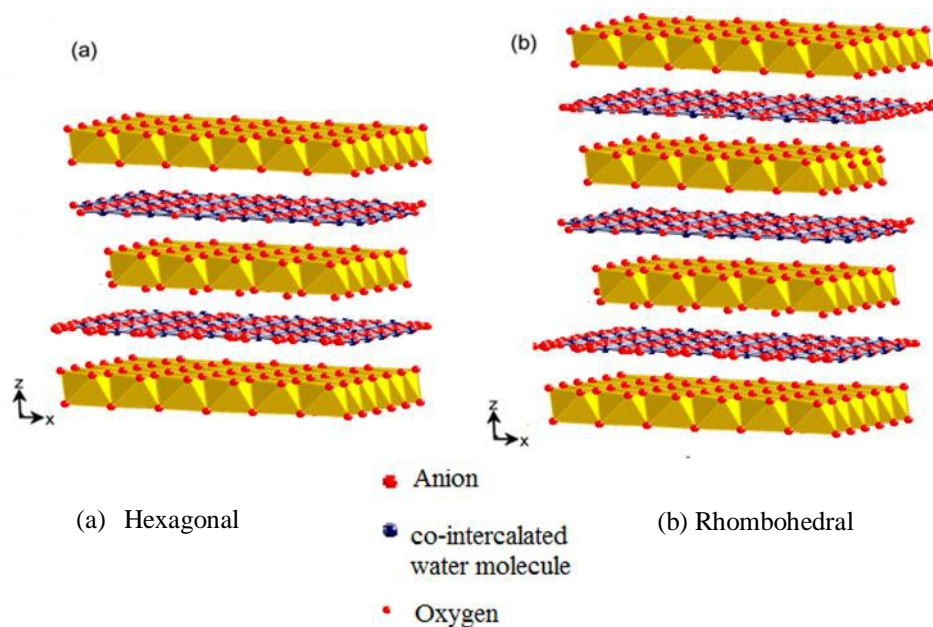 (a)
(b)
z
x
z
x
Anion
(a) Hexagonal
(b) Rhombohedral
co-intercalated
water molecule
Oxygen